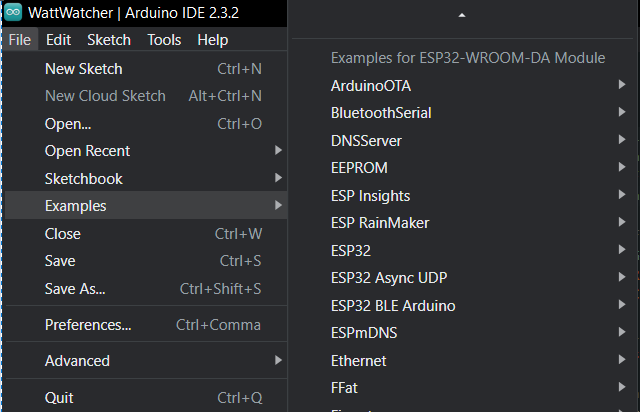 WattWatcher | Arduino IDE 2.3.2
File Edit Sketch Tools Help
New Sketch Ctrl+N
New Cloud Sketch Alt+Ctrl+N
Open... Ctrl+O
Open Recent
Sketchbook
Examples
Close Ctrl+W
Save Ctrl+S
Save As... Ctrl+Shift+S
Preferences... Ctrl+Comma
Advanced
Quit Ctrl+Q
Examples for ESP32-WROOM-DA Module
ArduinoOTA
BluetoothSerial
DNSServer
EEPROM
ESP Insights
ESP RainMaker
ESP32
ESP32 Async UDP
ESP32 BLE Arduino
ESPmDNS
Ethernet
FFat